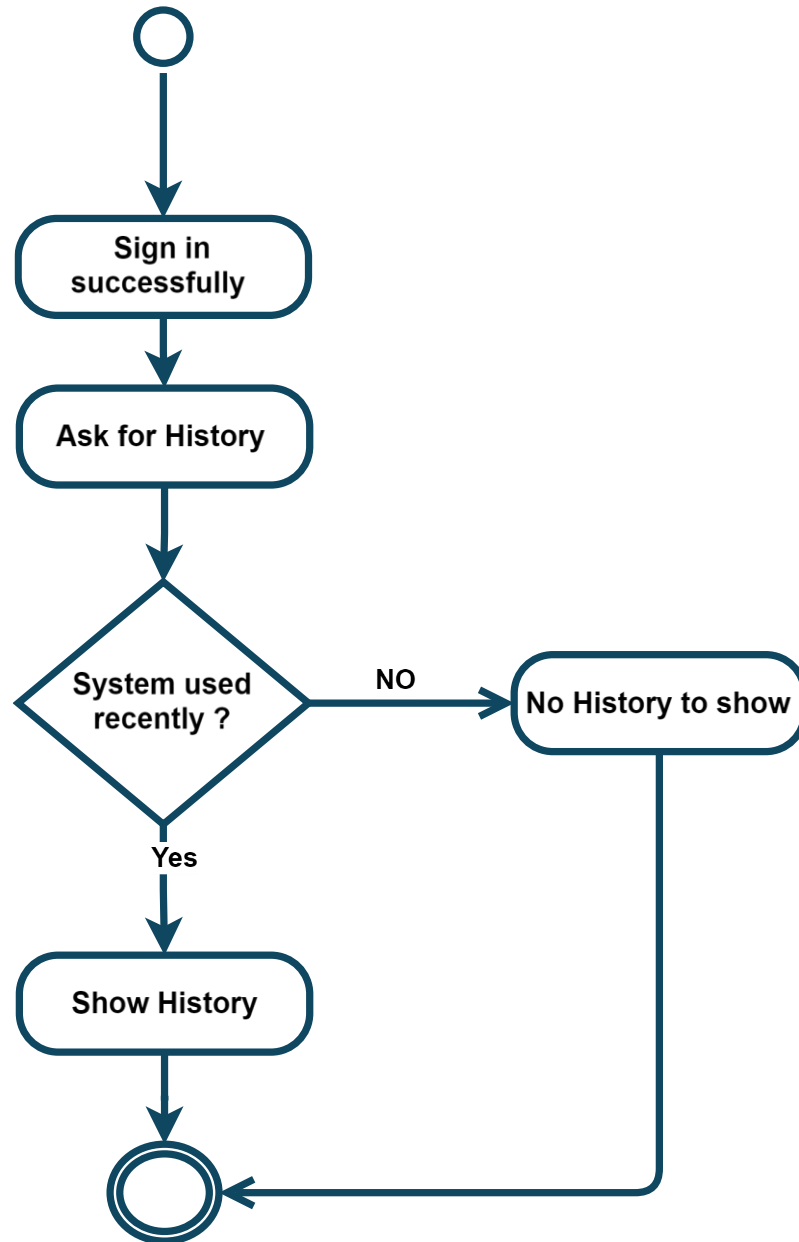 Sign in
successfully
Ask for History
System used
recently ?
NO
No History to show
Yes
Show History